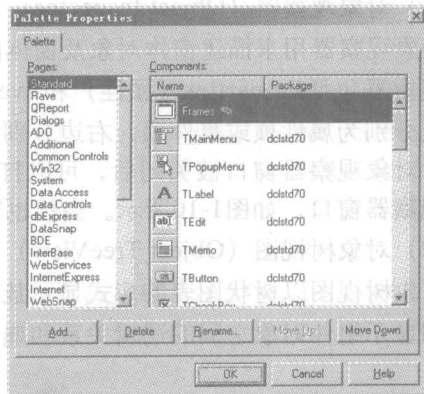 Palette Properties
Palette
Pages:
Components:
Name Package
Standard
Rave
QReport
Dialogs
ADO
Additional
Common Controls
Win32
System
Data Access
Data Controls
dbExpress
DataSnap
BDE
InterBase
WebServices
InternetExpress
Internet
WebSnap
Frames
TMainMenu dclstd70
TPopupMenu dclstd70
TLabel dclstd70
TEdit dclstd70
TMemo dclstd70
TButton dclstd70
TCheckBox dclstd70
Add... Delete Rename... Move Up Move Down
OK Cancel Help